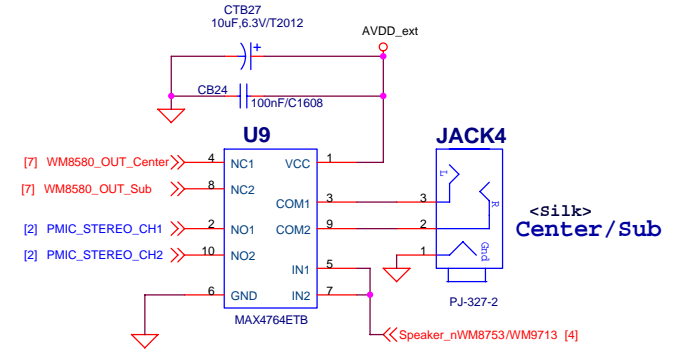 CTB27
10uF,6.3V/T2012
+
AVDD_ext
CB24
100nF/C1608
U9
JACK4
[7] WM8580_OUT_Center 4 NC1 VCC 1
[7] WM8580_OUT_Sub 8 NC2
COM1 3 3 L
[2] PMIC_STEREO_CH1 2 NO1 COM2 9 2 R
<Silk>
Center/Sub
[2] PMIC_STEREO_CH2 10 NO2
IN1 5 1 Gnd
6 GND IN2 7
PJ-327-2
MAX4764ETB
Speaker_nWM8753/WM9713 [4]